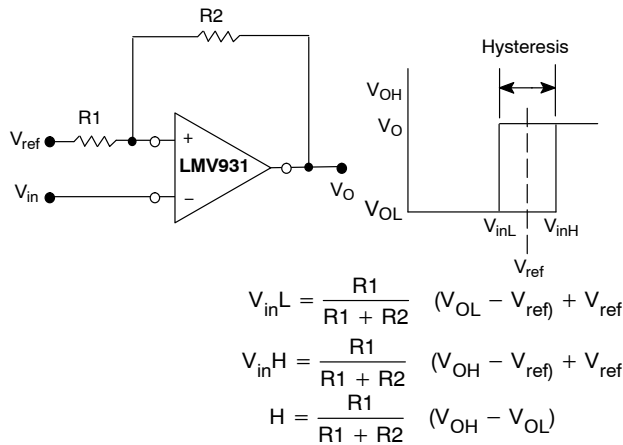 R2
Hysteresis
V_OH
R1
V_O
V_ref
+
LMV931
V_in
−
V_O
V_OL
V_inL
V_inH
V_ref
V_inL = R1 / (R1 + R2) (V_OL − V_ref) + V_ref
V_inH = R1 / (R1 + R2) (V_OH − V_ref) + V_ref
H = R1 / (R1 + R2) (V_OH − V_OL)